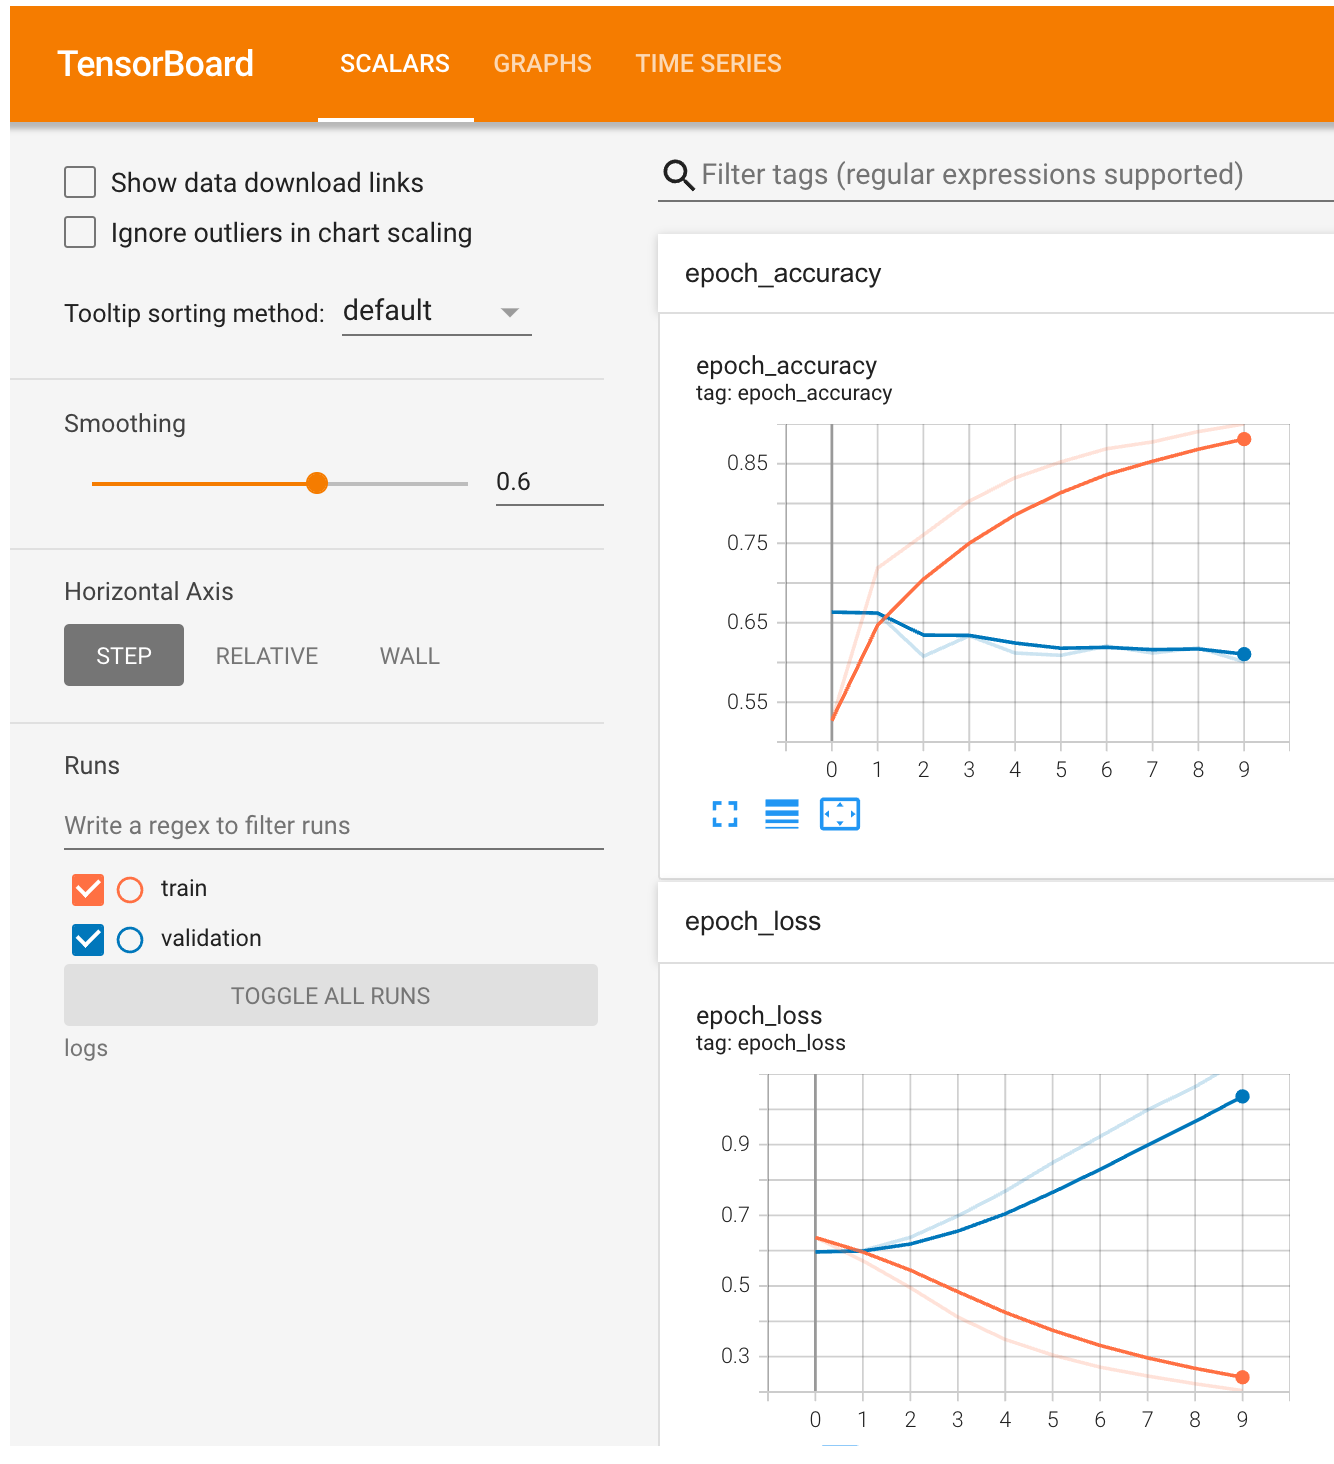 TensorBoard SCALARS GRAPHS TIME SERIES
Show data download links
Ignore outliers in chart scaling
Tooltip sorting method: default
Smoothing
0.6
Horizontal Axis
STEP RELATIVE WALL
Runs
Write a regex to filter runs
train
validation
TOGGLE ALL RUNS
logs
Filter tags (regular expressions supported)
epoch_accuracy
epoch_accuracy
tag: epoch_accuracy
0.85
0.75
0.65
0.55
0 1 2 3 4 5 6 7 8 9
epoch_loss
epoch_loss
tag: epoch_loss
0.9
0.7
0.5
0.3
0 1 2 3 4 5 6 7 8 9